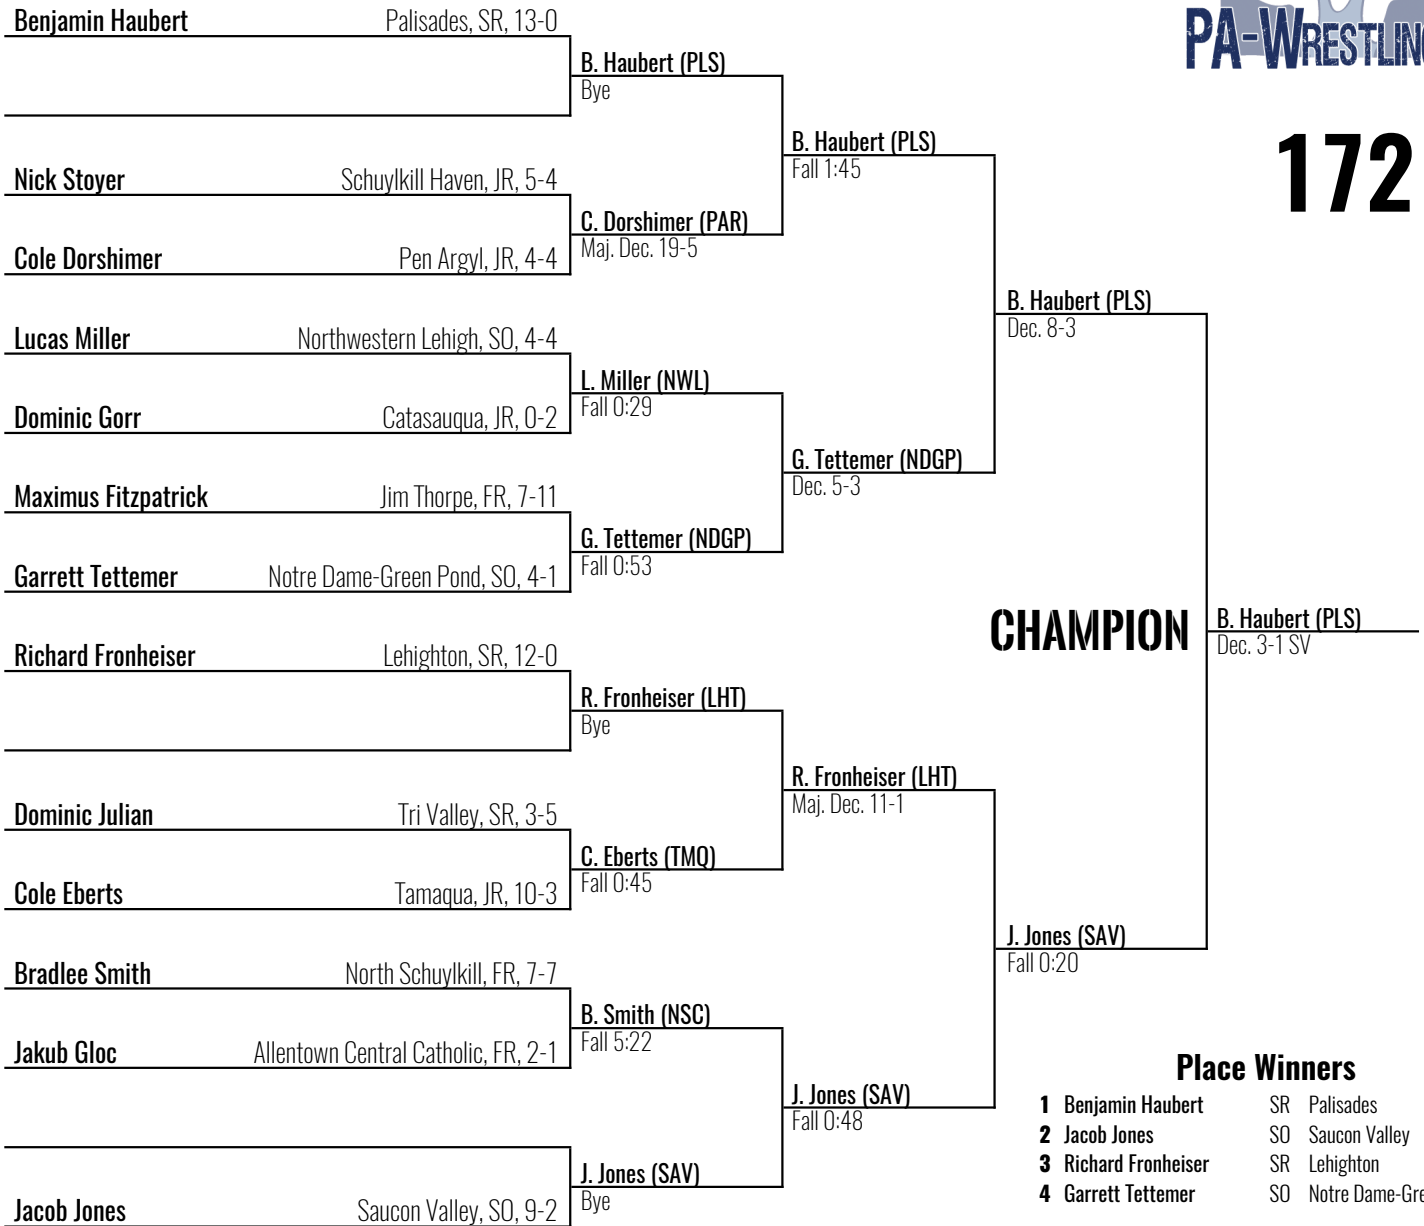 Benjamin Haubert Palisades, SR, 13-0
B. Haubert (PLS)
Bye
Nick Stoyer Schuylkill Haven, JR, 5-4
Cole Dorshimer Pen Argyl, JR, 4-4
C. Dorshimer (PAR)
Maj. Dec. 19-5
B. Haubert (PLS)
Fall 1:45
Lucas Miller Northwestern Lehigh, SO, 4-4
Dominic Gorr Catasauqua, JR, 0-2
L. Miller (NWL)
Fall 0:29
Maximus Fitzpatrick Jim Thorpe, FR, 7-11
Garrett Tettemer Notre Dame-Green Pond, SO, 4-1
G. Tettemer (NDGP)
Fall 0:53
G. Tettemer (NDGP)
Dec. 5-3
B. Haubert (PLS)
Dec. 8-3
Richard Fronheiser Lehighton, SR, 12-0
R. Fronheiser (LHT)
Bye
Dominic Julian Tri Valley, SR, 3-5
Cole Eberts Tamaqua, JR, 10-3
C. Eberts (TMQ)
Fall 0:45
R. Fronheiser (LHT)
Maj. Dec. 11-1
Bradlee Smith North Schuylkill, FR, 7-7
Jakub Gloc Allentown Central Catholic, FR, 2-1
B. Smith (NSC)
Fall 5:22
Jacob Jones Saucon Valley, SO, 9-2
J. Jones (SAV)
Bye
J. Jones (SAV)
Fall 0:48
J. Jones (SAV)
Fall 0:20
CHAMPION
B. Haubert (PLS)
Dec. 3-1 SV
PA-WRESTLIN
172
Place Winners
1 Benjamin Haubert SR Palisades
2 Jacob Jones SO Saucon Valley
3 Richard Fronheiser SR Lehighton
4 Garrett Tettemer SO Notre Dame-Gre